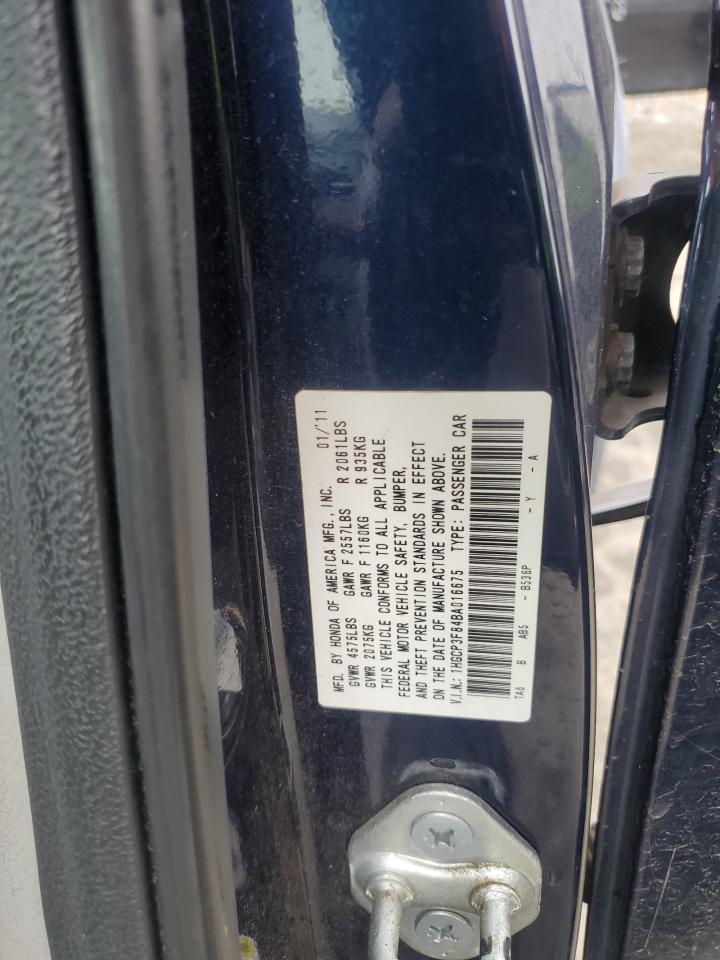 MFD. BY HONDA OF AMERICA MFG., INC. 01/'11
GVWR 4575LBS GAWR F 2557LBS R 2061LBS
GVWR 2075KG GAWR F 1160KG R 935KG
THIS VEHICLE CONFORMS TO ALL APPLICABLE
FEDERAL MOTOR VEHICLE SAFETY, BUMPER,
AND THEFT PREVENTION STANDARDS IN EFFECT
ON THE DATE OF MANUFACTURE SHOWN ABOVE.
V.I.N.: 1HGCP3F84BA016675 TYPE: PASSENGER CAR
TA6 B AB5 - B536P - Y - A